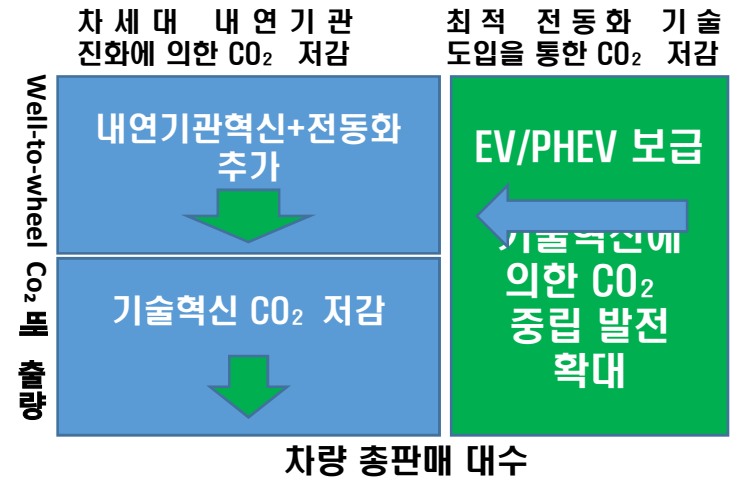 차세대 내연기관
진화에 의한 CO₂ 저감
최적 전동화 기술
도입을 통한 CO₂ 저감
Well-to-wheel Co₂ 배 출량
내연기관혁신+전동화
추가
기술혁신 CO₂ 저감
EV/PHEV 보급
기술혁신에
의한 CO₂
중립 발전
확대
차량 총판매 대수